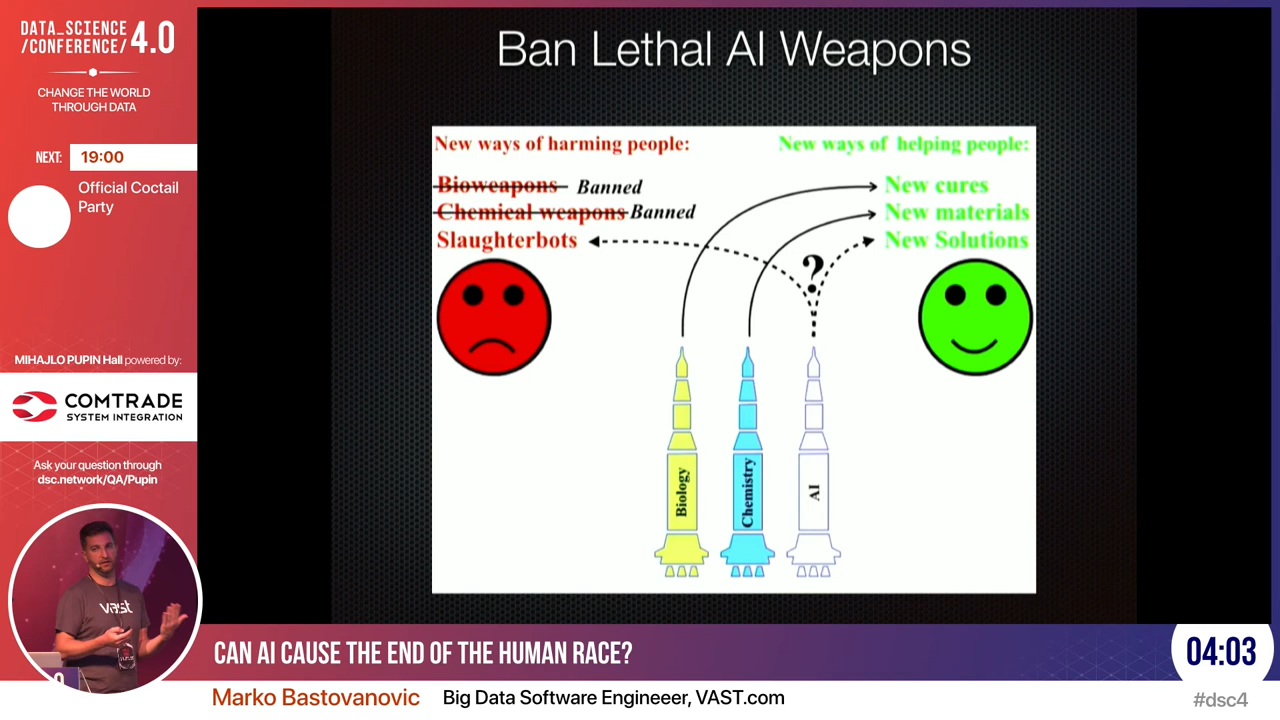 DATA_SCIENCE
/CONFERENCE/ 4.0
CHANGE THE WORLD
THROUGH DATA
NEXT: 19:00
Official Coctail
Party
MIHAJLO PUPIN Hall powered by:
COMTRADE
SYSTEM INTEGRATION
Ask your question through
dsc.network/QA/Pupin
vast
Ban Lethal AI Weapons
New ways of harming people:
New ways of helping people:
Bioweapons Banned
New cures
Chemical weapons Banned
New materials
Slaughterbots
New Solutions
?
Biology
Chemistry
AI
CAN AI CAUSE THE END OF THE HUMAN RACE?
04:03
Marko Bastovanovic Big Data Software Engineeer, VAST.com
#dsc4